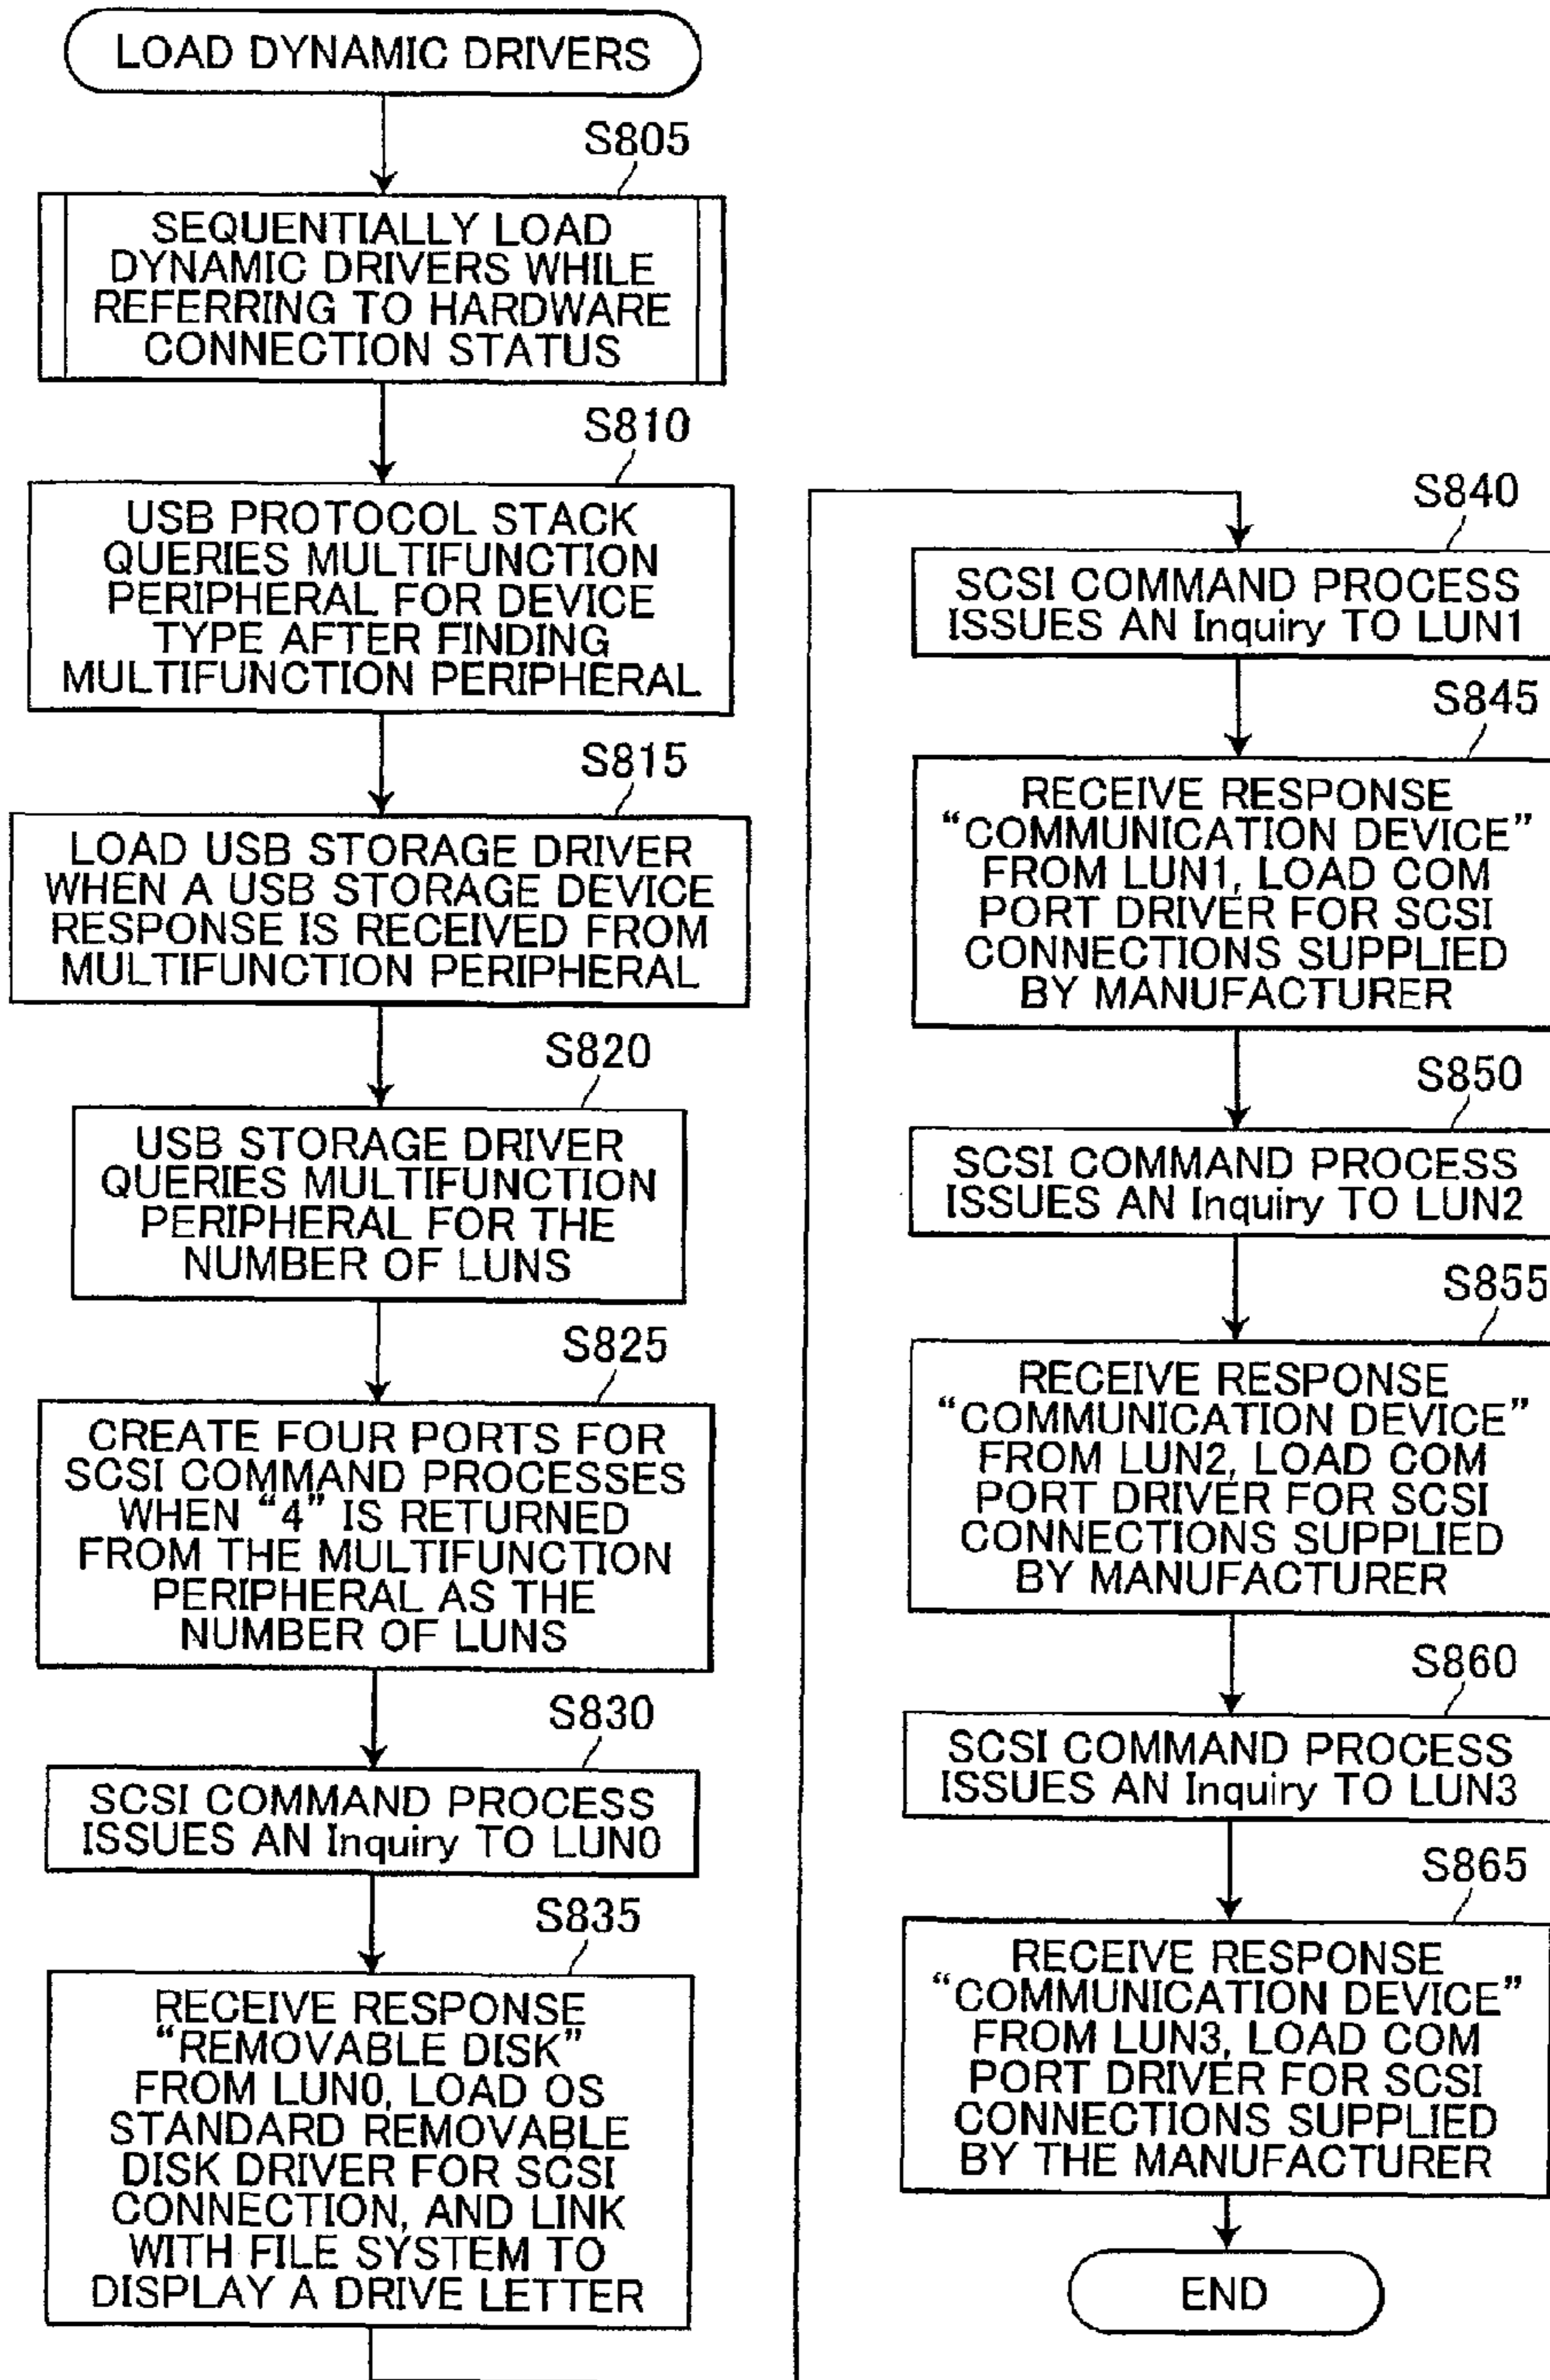 LOAD DYNAMIC DRIVERS
S805
SEQUENTIALLY LOAD
DYNAMIC DRIVERS WHILE
REFERRING TO HARDWARE
CONNECTION STATUS
S810
USB PROTOCOL STACK
QUERIES MULTIFUNCTION
PERIPHERAL FOR DEVICE
TYPE AFTER FINDING
MULTIFUNCTION PERIPHERAL
S815
LOAD USB STORAGE DRIVER
WHEN A USB STORAGE DEVICE
RESPONSE IS RECEIVED FROM
MULTIFUNCTION PERIPHERAL
S820
USB STORAGE DRIVER
QUERIES MULTIFUNCTION
PERIPHERAL FOR THE
NUMBER OF LUNS
S825
CREATE FOUR PORTS FOR
SCSI COMMAND PROCESSES
WHEN “4” IS RETURNED
FROM THE MULTIFUNCTION
PERIPHERAL AS THE
NUMBER OF LUNS
S830
SCSI COMMAND PROCESS
ISSUES AN Inquiry TO LUN0
S835
RECEIVE RESPONSE
“REMOVABLE DISK”
FROM LUN0, LOAD OS
STANDARD REMOVABLE
DISK DRIVER FOR SCSI
CONNECTION, AND LINK
WITH FILE SYSTEM TO
DISPLAY A DRIVE LETTER
S840
SCSI COMMAND PROCESS
ISSUES AN Inquiry TO LUN1
S845
RECEIVE RESPONSE
“COMMUNICATION DEVICE”
FROM LUN1, LOAD COM
PORT DRIVER FOR SCSI
CONNECTIONS SUPPLIED
BY MANUFACTURER
S850
SCSI COMMAND PROCESS
ISSUES AN Inquiry TO LUN2
S855
RECEIVE RESPONSE
“COMMUNICATION DEVICE”
FROM LUN2, LOAD COM
PORT DRIVER FOR SCSI
CONNECTIONS SUPPLIED
BY MANUFACTURER
S860
SCSI COMMAND PROCESS
ISSUES AN Inquiry TO LUN3
S865
RECEIVE RESPONSE
“COMMUNICATION DEVICE”
FROM LUN3, LOAD COM
PORT DRIVER FOR SCSI
CONNECTIONS SUPPLIED
BY THE MANUFACTURER
END